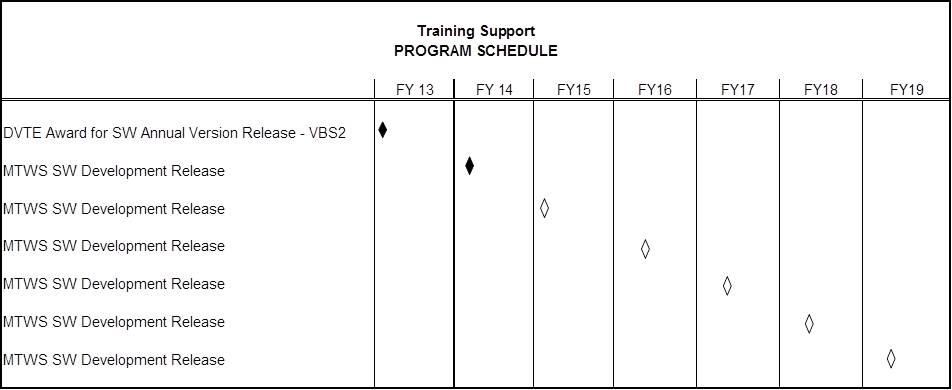 Training Support
PROGRAM SCHEDULE
FY 13 FY 14 FY15 FY16 FY17 FY18 FY19
DVTE Award for SW Annual Version Release - VBS2
MTWS SW Development Release
MTWS SW Development Release
MTWS SW Development Release
MTWS SW Development Release
MTWS SW Development Release
MTWS SW Development Release